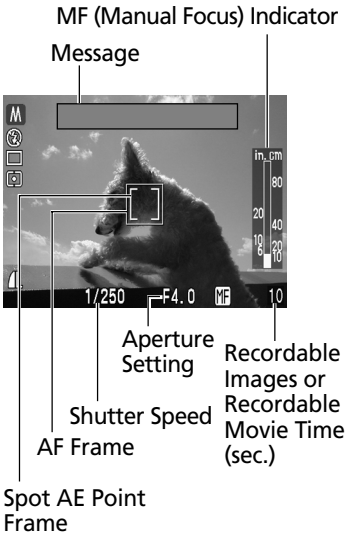 MF (Manual Focus) Indicator
Message
M
in. cm
80
20
40
10
20
6
10
1/250
F4.0
MF
10
Aperture
Setting
Recordable
Images or
Recordable
Movie Time
(sec.)
Shutter Speed
AF Frame
Spot AE Point
Frame